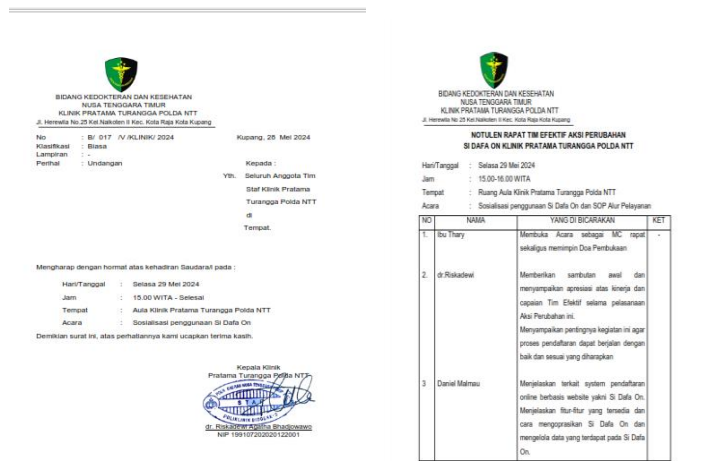 BIDANG KEDOKTERAN DAN KESEHATAN
NUSA TENGGARA TIMUR
KLINIK PRATAMA TURANGGA POLDA NTT
Jl. Herewila No.25 Kel.Naikoten II Kec. Kota Raja Kota Kupang
No : B/ 017 /V /KLINIK/ 2024 Kupang, 28 Mei 2024
Klasifikasi : Biasa
Lampiran : -
Perihal : Undangan Kepada :
Yth. Seluruh Anggota Tim
Staf Klinik Pratama
Turangga Polda NTT
di
Tempat.
Mengharap dengan hormat atas kehadiran Saudara/i pada :
Hari/Tanggal : Selasa 29 Mei 2024
Jam : 15.00 WITA - Selesai
Tempat : Aula Klinik Pratama Turangga Polda NTT
Acara : Sosialisasi penggunaan Si Dafa On
Demikian surat ini, atas perhatiannya kami ucapkan terima kasih.
Kepala Klinik
Pratama Turangga Polda NTT
dr. Riskadewi Agatha Bhadjowawo
NIP 199107202020122001
BIDANG KEDOKTERAN DAN KESEHATAN
NUSA TENGGARA TIMUR
KLINIK PRATAMA TURANGGA POLDA NTT
Jl. Herewila No 25 Kel.Naikoten II Kec. Kota Raja Kota Kupang
NOTULEN RAPAT TIM EFEKTIF AKSI PERUBAHAN
SI DAFA ON KLINIK PRATAMA TURANGGA POLDA NTT
Hari/Tanggal : Selasa 29 Mei 2024
Jam : 15.00-16.00 WITA
Tempat : Ruang Aula Klinik Pratama Turangga Polda NTT
Acara : Sosialisasi penggunaan Si Dafa On dan SOP Alur Pelayanan
NO NAMA YANG DI BICARAKAN KET
1. Ibu Thary Membuka Acara sebagai MC rapat -
sekaligus memimpin Doa Pembukaan
2. dr.Riskadewi Memberikan sambutan awal dan
menyampaikan apresiasi atas kinerja dan
capaian Tim Efektif selama pelasanaan
Aksi Perubahan ini.
Menyampaikan pentingnya kegiatan ini agar
proses pendaftaran dapat berjalan dengan
baik dan sesuai yang diharapkan
3 Daniel Malmau Menjelaskan terkait system pendaftaran
online berbasis website yakni Si Dafa On.
Menjelaskan fitur-fitur yang tersedia dan
cara mengoprasikan Si Dafa On dan
mengelola data yang terdapat pada Si Dafa
On.